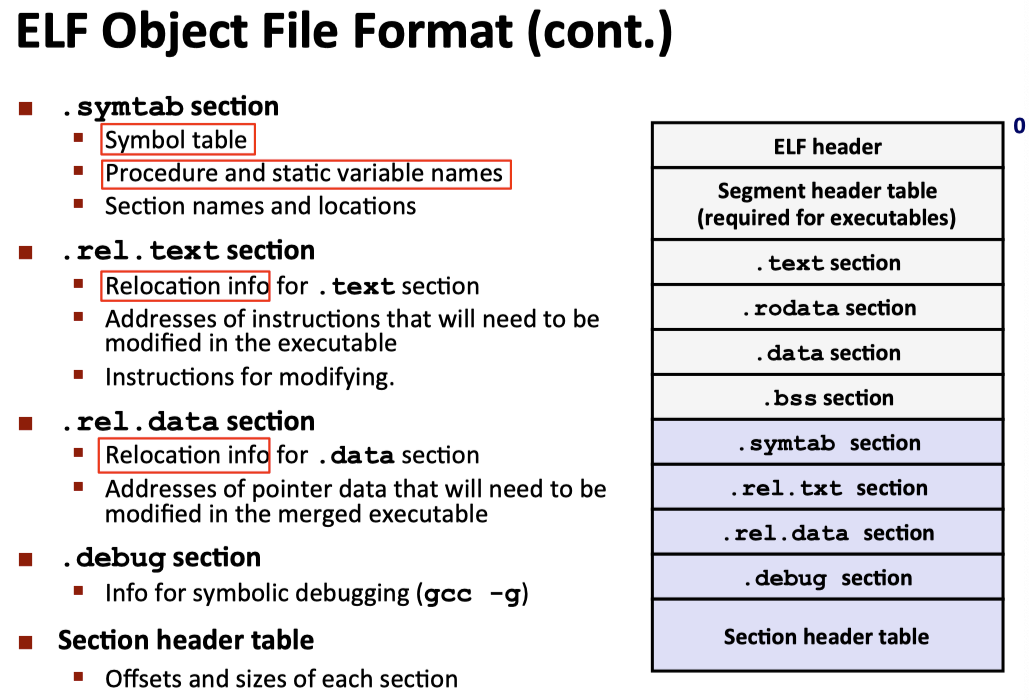 ELF Object File Format (cont.)
.symtab section
Symbol table
Procedure and static variable names
Section names and locations
.rel.text section
Relocation info for .text section
Addresses of instructions that will need to be
modified in the executable
Instructions for modifying.
.rel.data section
Relocation info for .data section
Addresses of pointer data that will need to be
modified in the merged executable
.debug section
Info for symbolic debugging (gcc -g)
Section header table
Offsets and sizes of each section
0
ELF header
Segment header table
(required for executables)
.text section
.rodata section
.data section
.bss section
.symtab section
.rel.txt section
.rel.data section
.debug section
Section header table